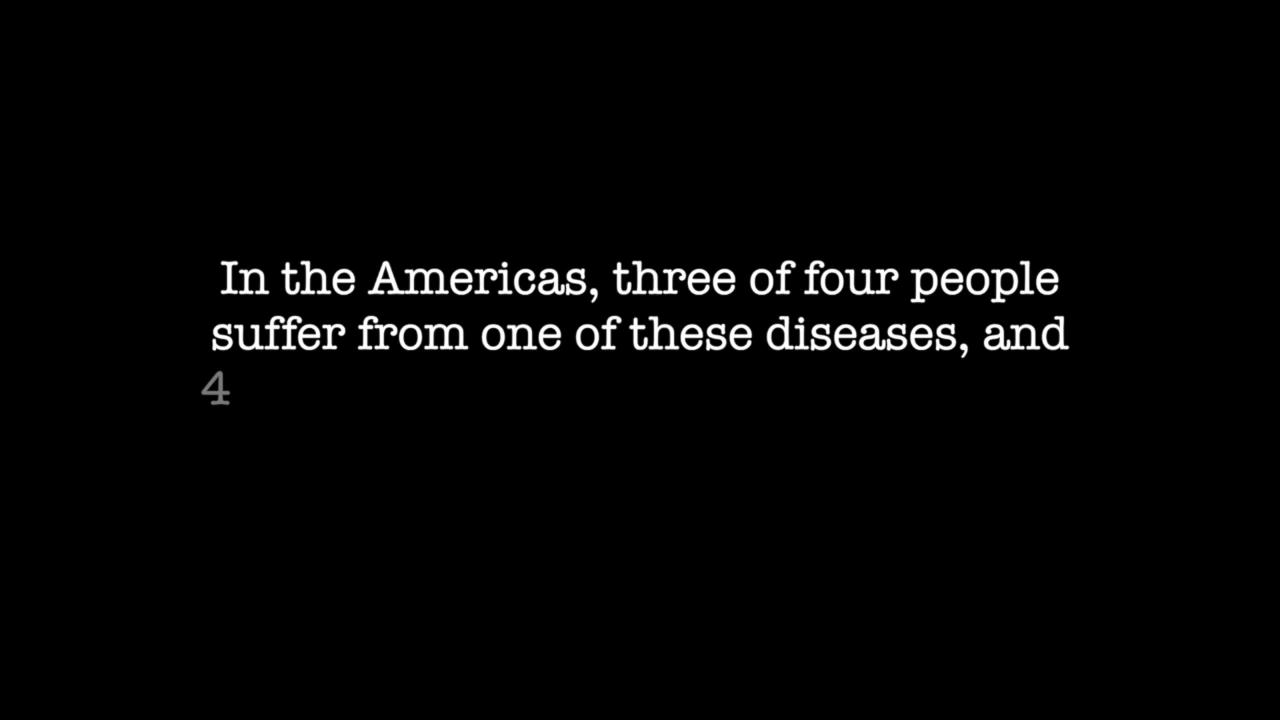 In the Americas, three of four people
suffer from one of these diseases, and
4